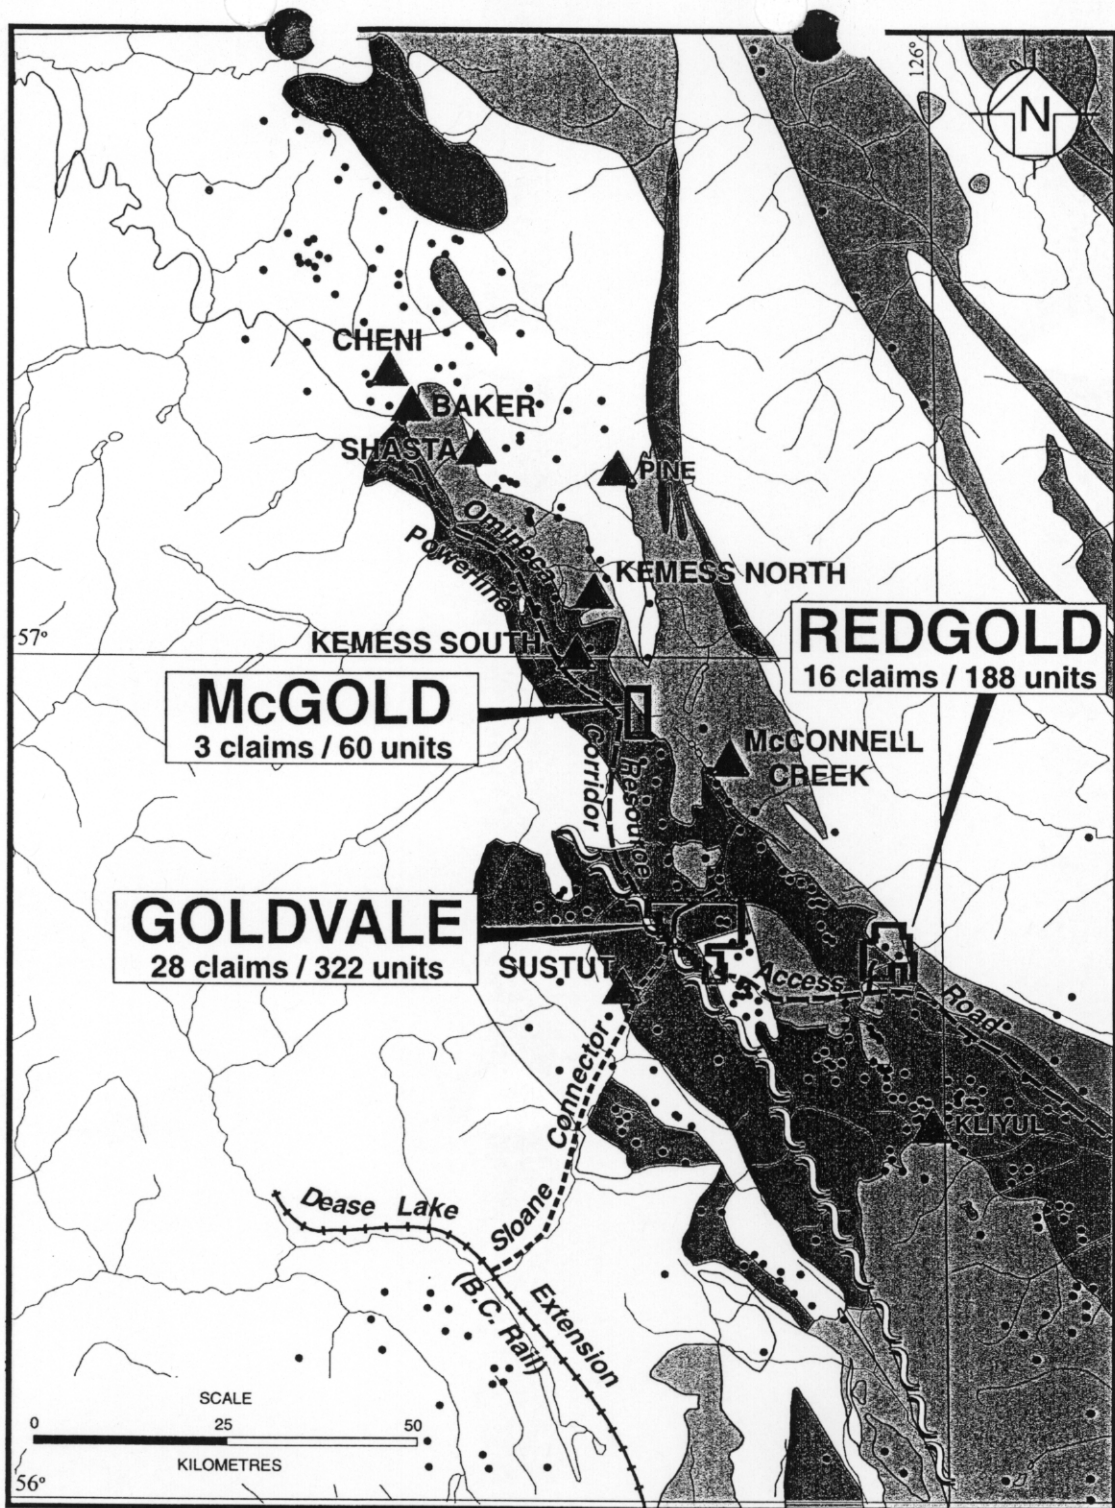 126°
N
CHENI
BAKER
SHASTA
PINE
Omineca
Powerline
KEMESS NORTH
57°
KEMESS SOUTH
REDGOLD
16 claims / 188 units
McGOLD
3 claims / 60 units
Corridor
Resource
McCONNELL
CREEK
GOLDVALE
28 claims / 322 units
SUSTUT
Access
Road
Sloane Connector
KLIYUL
Dease Lake
Extension
(B.C. Rail)
SCALE
0 25 50
KILOMETRES
56°